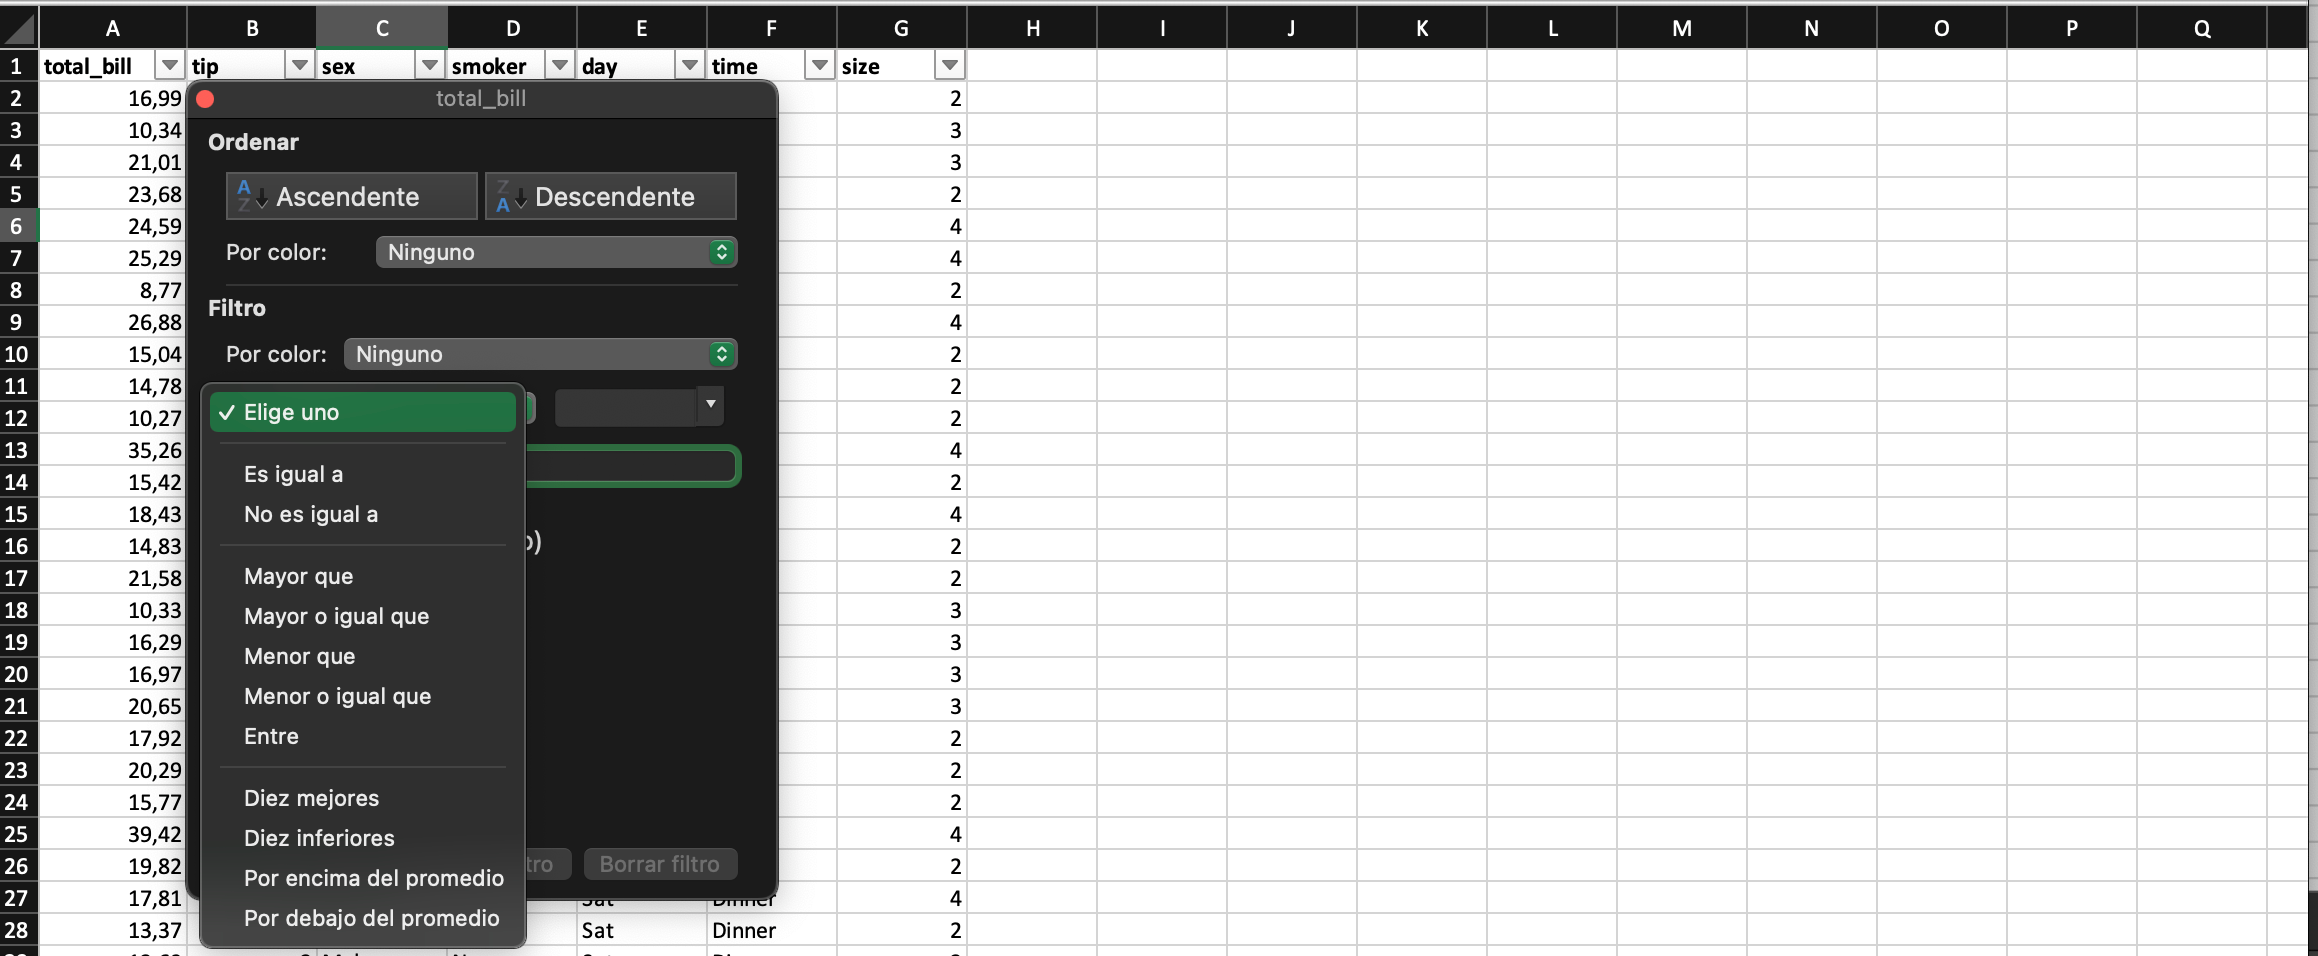 A B C D E F G H I J K L M N O P Q
1 total_bill tip sex smoker day time size
2 16,99 total_bill 2
3 10,34 Ordenar 3
4 21,01 3
5 23,68 Ascendente Descendente 2
6 24,59 4
7 25,29 Por color: Ninguno 4
8 8,77 2
9 26,88 Filtro 4
10 15,04 Por color: Ninguno 2
11 14,78 2
12 10,27 Elige uno 2
13 35,26 4
14 15,42 Es igual a 2
15 18,43 No es igual a 4
16 14,83 2
17 21,58 Mayor que 2
18 10,33 Mayor o igual que 3
19 16,29 Menor que 3
20 16,97 3
21 20,65 Menor o igual que 3
22 17,92 Entre 2
23 20,29 2
24 15,77 Diez mejores 2
25 39,42 Diez inferiores 4
26 19,82 Por encima del promedio Borrar filtro 2
27 17,81 Sat Dinner 4
28 13,37 Por debajo del promedio Sat Dinner 2